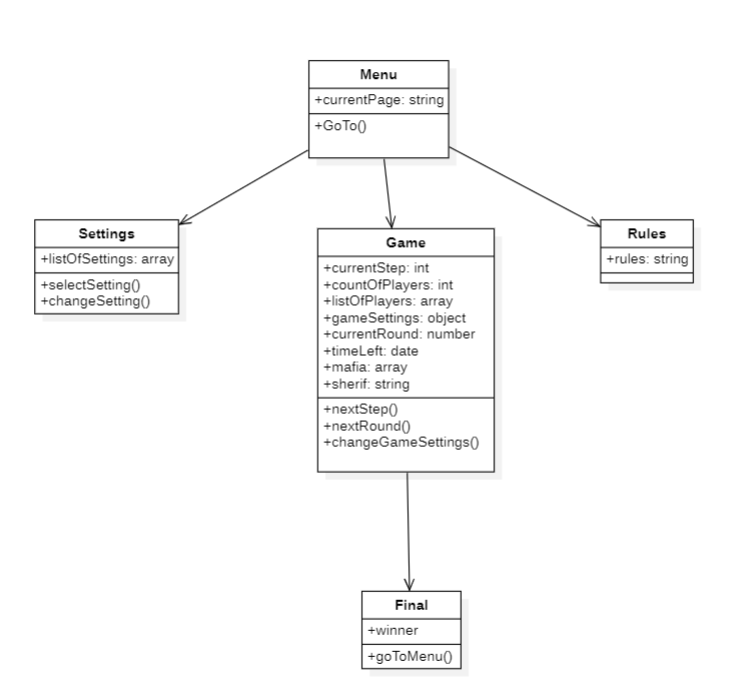 Menu
+currentPage: string
+GoTo()
Settings
+listOfSettings: array
+selectSetting()
+changeSetting()
Game
+currentStep: int
+countOfPlayers: int
+listOfPlayers: array
+gameSettings: object
+currentRound: number
+timeLeft: date
+mafia: array
+sherif: string
+nextStep()
+nextRound()
+changeGameSettings()
Rules
+rules: string
Final
+winner
+goToMenu()